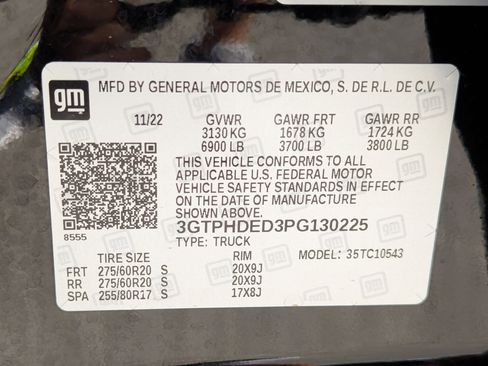 gm
MFD BY GENERAL MOTORS DE MEXICO, S. DE R.L. DE C.V.
11/22 GVWR GAWR FRT GAWR RR
3130 KG 1678 KG 1724 KG
6900 LB 3700 LB 3800 LB
THIS VEHICLE CONFORMS TO ALL
APPLICABLE U.S. FEDERAL MOTOR
VEHICLE SAFETY STANDARDS IN EFFECT
ON THE DATE OF MANUFACTURE
SHOWN ABOVE.
8555 3GTPHDED3PG130225
TYPE: TRUCK
TIRE SIZE RIM MODEL: 35TC10543
FRT 275/60R20 S 20X9J
RR 275/60R20 S 20X9J
SPA 255/80R17 S 17X8J